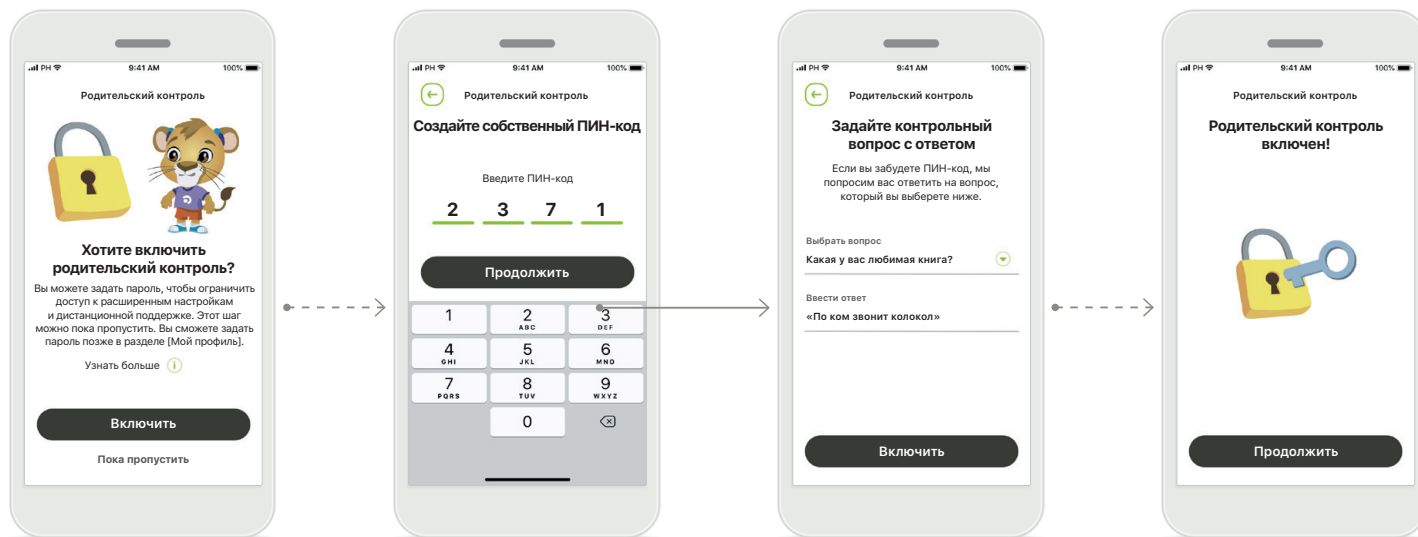 PH 9:41 AM 100%
Родительский контроль
Хотите включить
родительский контроль?
Вы можете задать пароль, чтобы ограничить
доступ к расширенным настройкам
и дистанционной поддержке. Этот шаг
можно пока пропустить. Вы сможете задать
пароль позже в разделе [Мой профиль].
Узнать больше i
Включить
Пока пропустить
PH 9:41 AM 100%
Родительский контроль
Создайте собственный ПИН-код
Введите ПИН-код
2 3 7 1
Продолжить
1 2 3
ABC DEF
4 5 6
GHI JKL MNO
7 8 9
PQRS TUV WXYZ
0
PH 9:41 AM 100%
Родительский контроль
Задайте контрольный
вопрос с ответом
Если вы забудете ПИН-код, мы
попросим вас ответить на вопрос,
который вы выберете ниже.
Выбрать вопрос
Какая у вас любимая книга?
Ввести ответ
«По ком звонит колокол»
Включить
PH 9:41 AM 100%
Родительский контроль
Родительский контроль
включен!
Продолжить